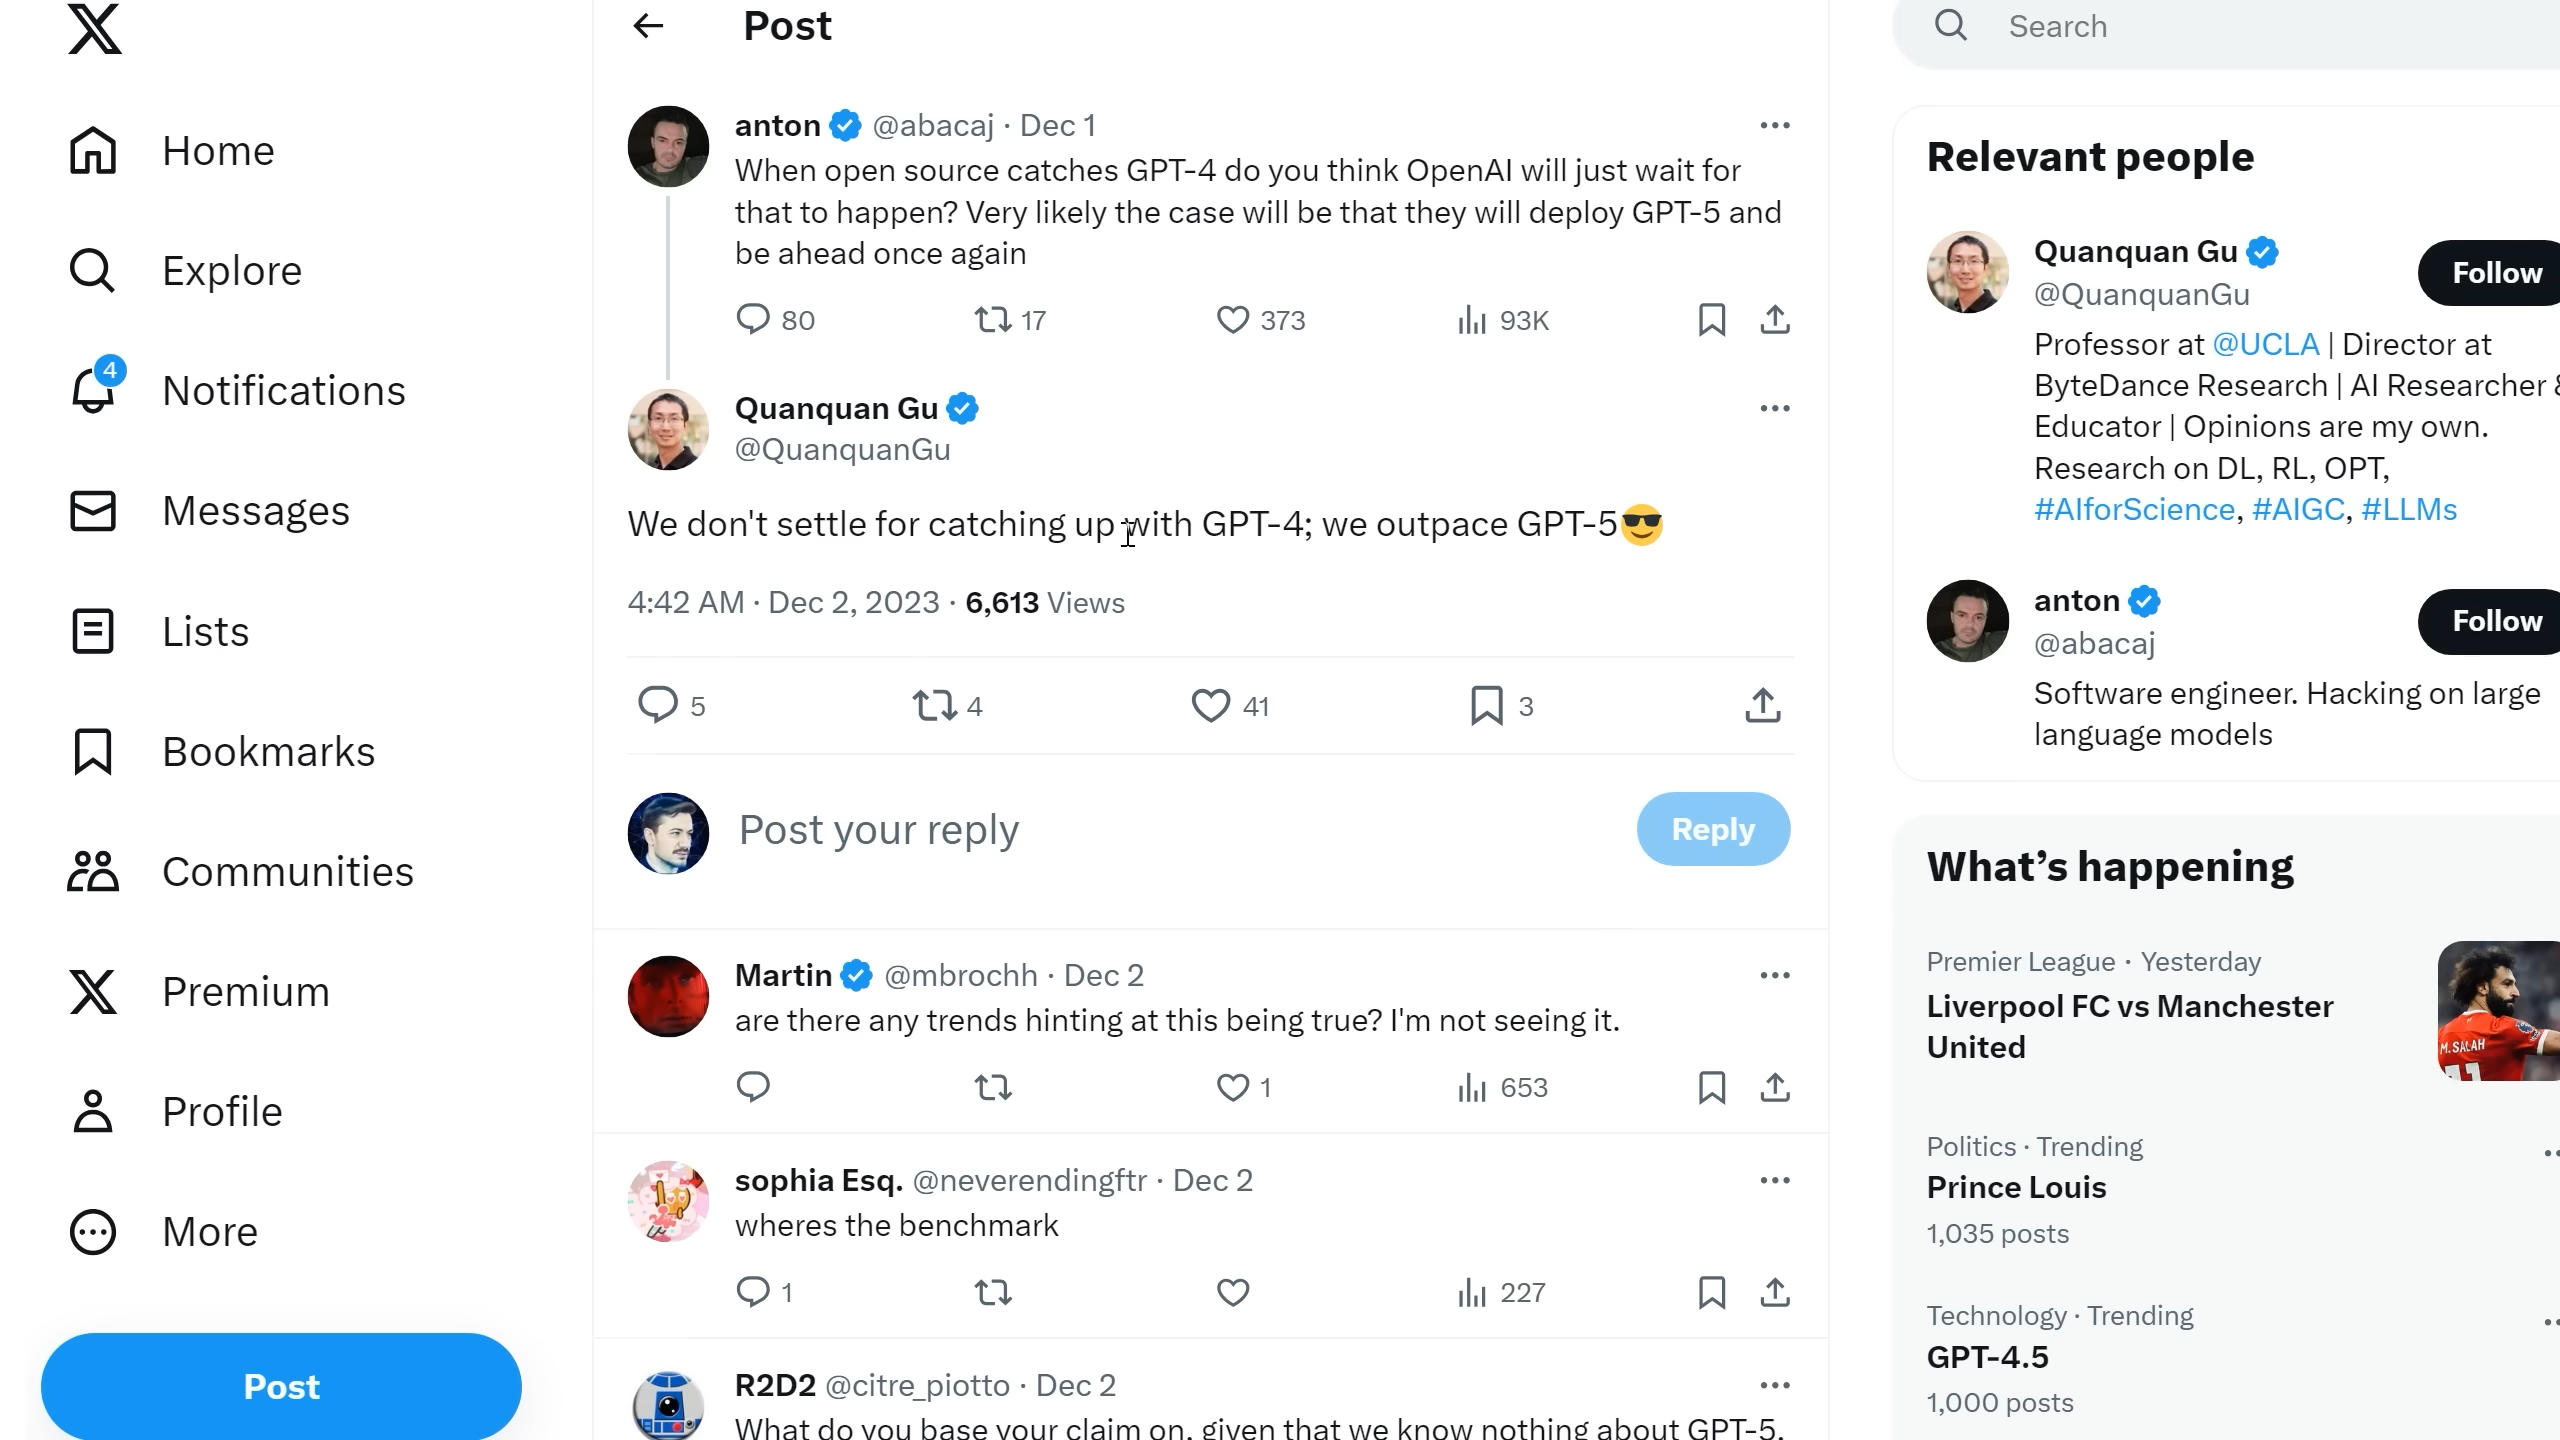 Post
Search
Home
Explore
4
Notifications
Messages
Lists
Bookmarks
Communities
Premium
Profile
More
Post
anton @abacaj · Dec 1
When open source catches GPT-4 do you think OpenAI will just wait for
that to happen? Very likely the case will be that they will deploy GPT-5 and
be ahead once again
80 17 373 93K
Quanquan Gu
@QuanquanGu
We don't settle for catching up with GPT-4; we outpace GPT-5😎
4:42 AM · Dec 2, 2023 · 6,613 Views
5 4 41 3
Post your reply
Reply
Martin @mbrochh · Dec 2
are there any trends hinting at this being true? I'm not seeing it.
1 653
sophia Esq. @neverendingftr · Dec 2
wheres the benchmark
1 227
R2D2 @citre_piotto · Dec 2
What do you base your claim on, given that we know nothing about GPT-5.
Relevant people
Quanquan Gu
@QuanquanGu
Follow
Professor at @UCLA | Director at
ByteDance Research | AI Researcher &
Educator | Opinions are my own.
Research on DL, RL, OPT,
#AIforScience, #AIGC, #LLMs
anton
@abacaj
Follow
Software engineer. Hacking on large
language models
What's happening
Premier League · Yesterday
Liverpool FC vs Manchester
United
M.SALAH
11
Politics · Trending
Prince Louis
1,035 posts
Technology · Trending
GPT-4.5
1,000 posts